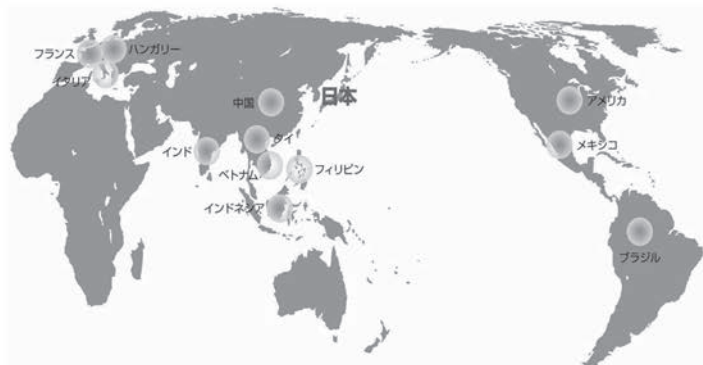 フランス
ハンガリー
イタリア
中国
日本
アメリカ
インド
タイ
メキシコ
ベトナム
フィリピン
インドネシア
ブラジル